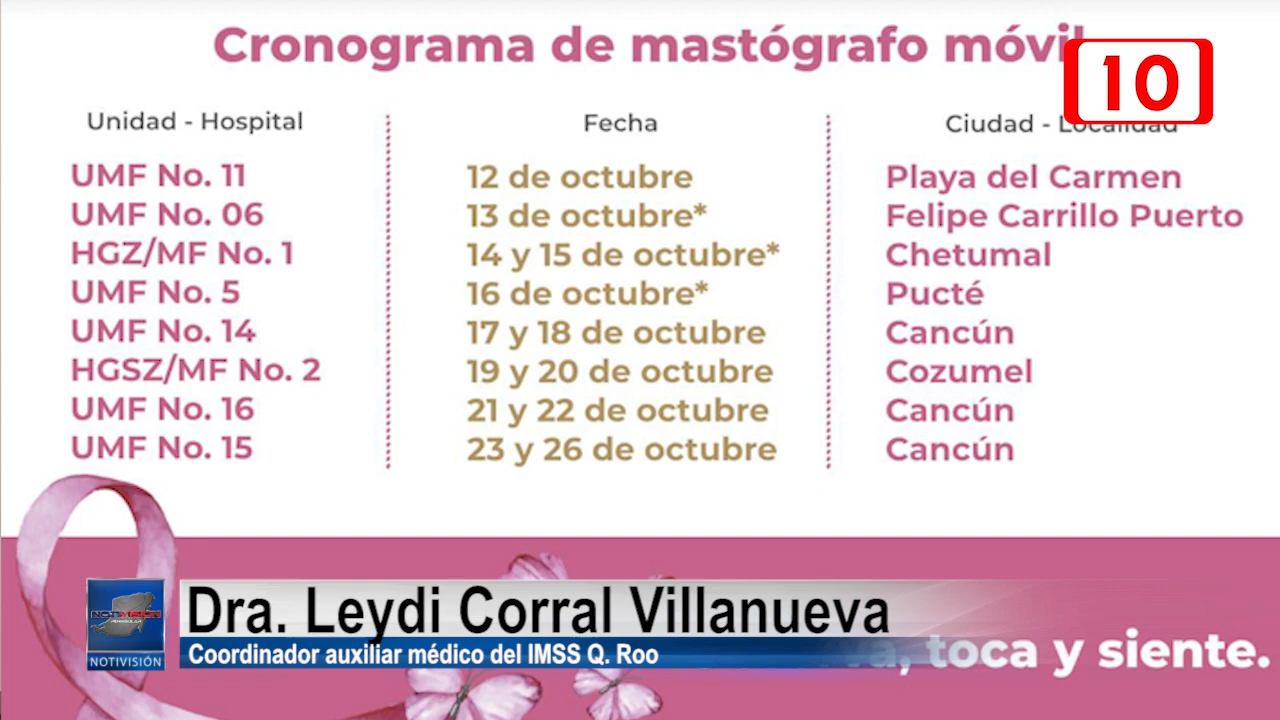 Cronograma de mastógrafo móvil
10
Unidad - Hospital Fecha Ciudad - Localidad
UMF No. 11 12 de octubre Playa del Carmen
UMF No. 06 13 de octubre* Felipe Carrillo Puerto
HGZ/MF No. 1 14 y 15 de octubre* Chetumal
UMF No. 5 16 de octubre* Pucté
UMF No. 14 17 y 18 de octubre Cancún
HGSZ/MF No. 2 19 y 20 de octubre Cozumel
UMF No. 16 21 y 22 de octubre Cancún
UMF No. 15 23 y 26 de octubre Cancún
Dra. Leydi Corral Villanueva
Coordinador auxiliar médico del IMSS Q. Roo
toca y siente.
NOTIVISIÓN
PENINSULAR
NOTIVISIÓN